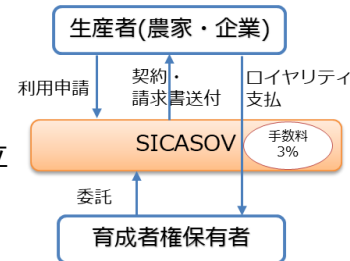 生産者(農家・企業)
利用申請
契約・
請求書送付
ロイヤリティ
支払
SICASOV
手数料
3%
立
委託
育成者権保有者